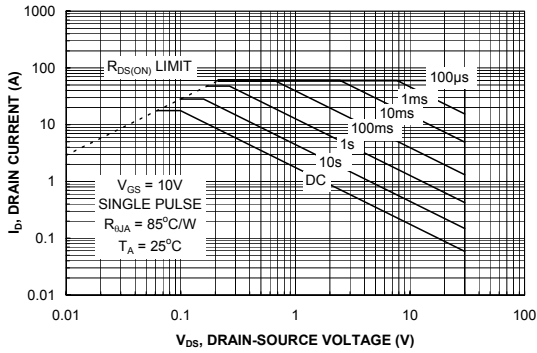 1000
100
10
1
0.1
0.01
I_D, DRAIN CURRENT (A)
R_DS(ON) LIMIT
100µs
1ms
10ms
100ms
1s
10s
DC
V_GS = 10V
SINGLE PULSE
R_θJA = 85°C/W
T_A = 25°C
0.01 0.1 1 10 100
V_DS, DRAIN-SOURCE VOLTAGE (V)